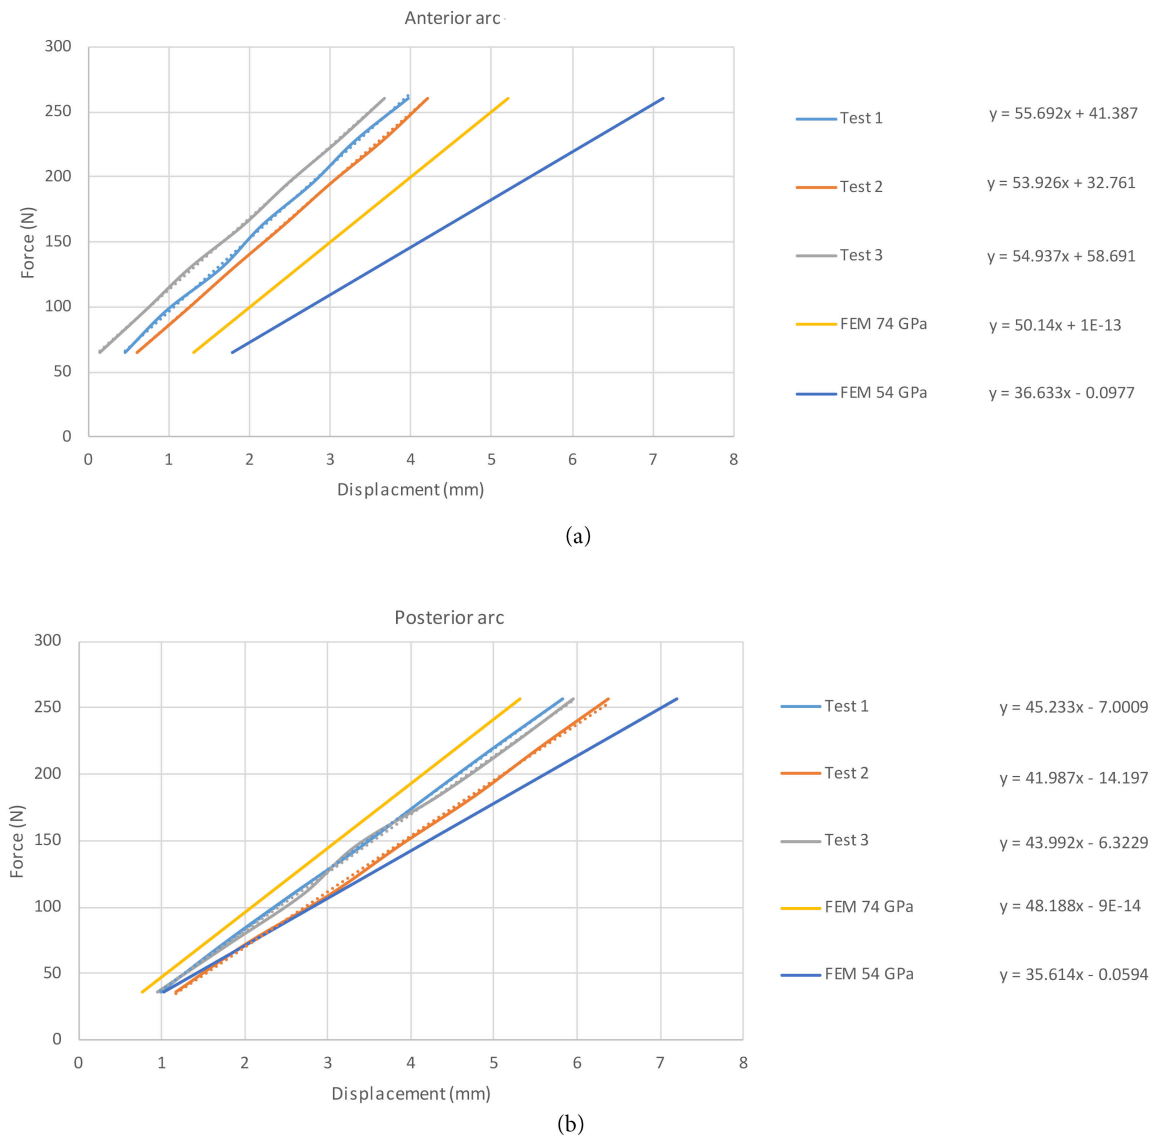 Anterior arc
300
250
200
150
100
50
0
Force (N)
0 1 2 3 4 5 6 7 8
Displacment (mm)
Test 1 y = 55.692x + 41.387
Test 2 y = 53.926x + 32.761
Test 3 y = 54.937x + 58.691
FEM 74 GPa y = 50.14x + 1E-13
FEM 54 GPa y = 36.633x - 0.0977
(a)
Posterior arc
300
250
200
150
100
50
0
Force (N)
0 1 2 3 4 5 6 7 8
Displacement (mm)
Test 1 y = 45.233x - 7.0009
Test 2 y = 41.987x - 14.197
Test 3 y = 43.992x - 6.3229
FEM 74 GPa y = 48.188x - 9E-14
FEM 54 GPa y = 35.614x - 0.0594
(b)